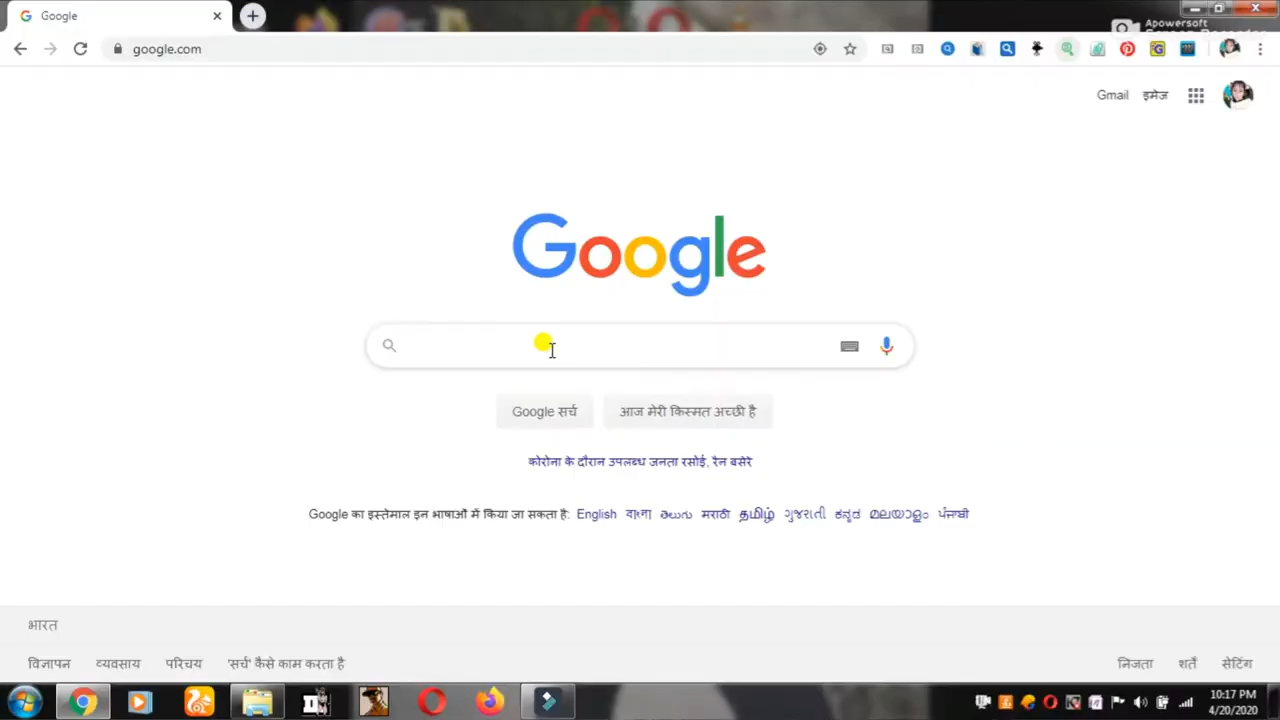 Google
Apowersoft
google.com
Gmail इमेज
Google
Google सर्च आज मेरी किस्मत अच्छी है
कोरोना के दौरान उपलब्ध जनता रसोई, रैन बसेरे
Google का इस्तेमाल इन भाषाओं में किया जा सकता है: English বাংলা తెలుగు मराठी தமிழ் ગુજરાતી ಕನ್ನಡ മലയാളം ਪੰਜਾਬੀ
भारत
विज्ञापन व्यवसाय परिचय 'सर्च' कैसे काम करता है निजता शर्तें सेटिंग
10:17 PM
4/20/2020